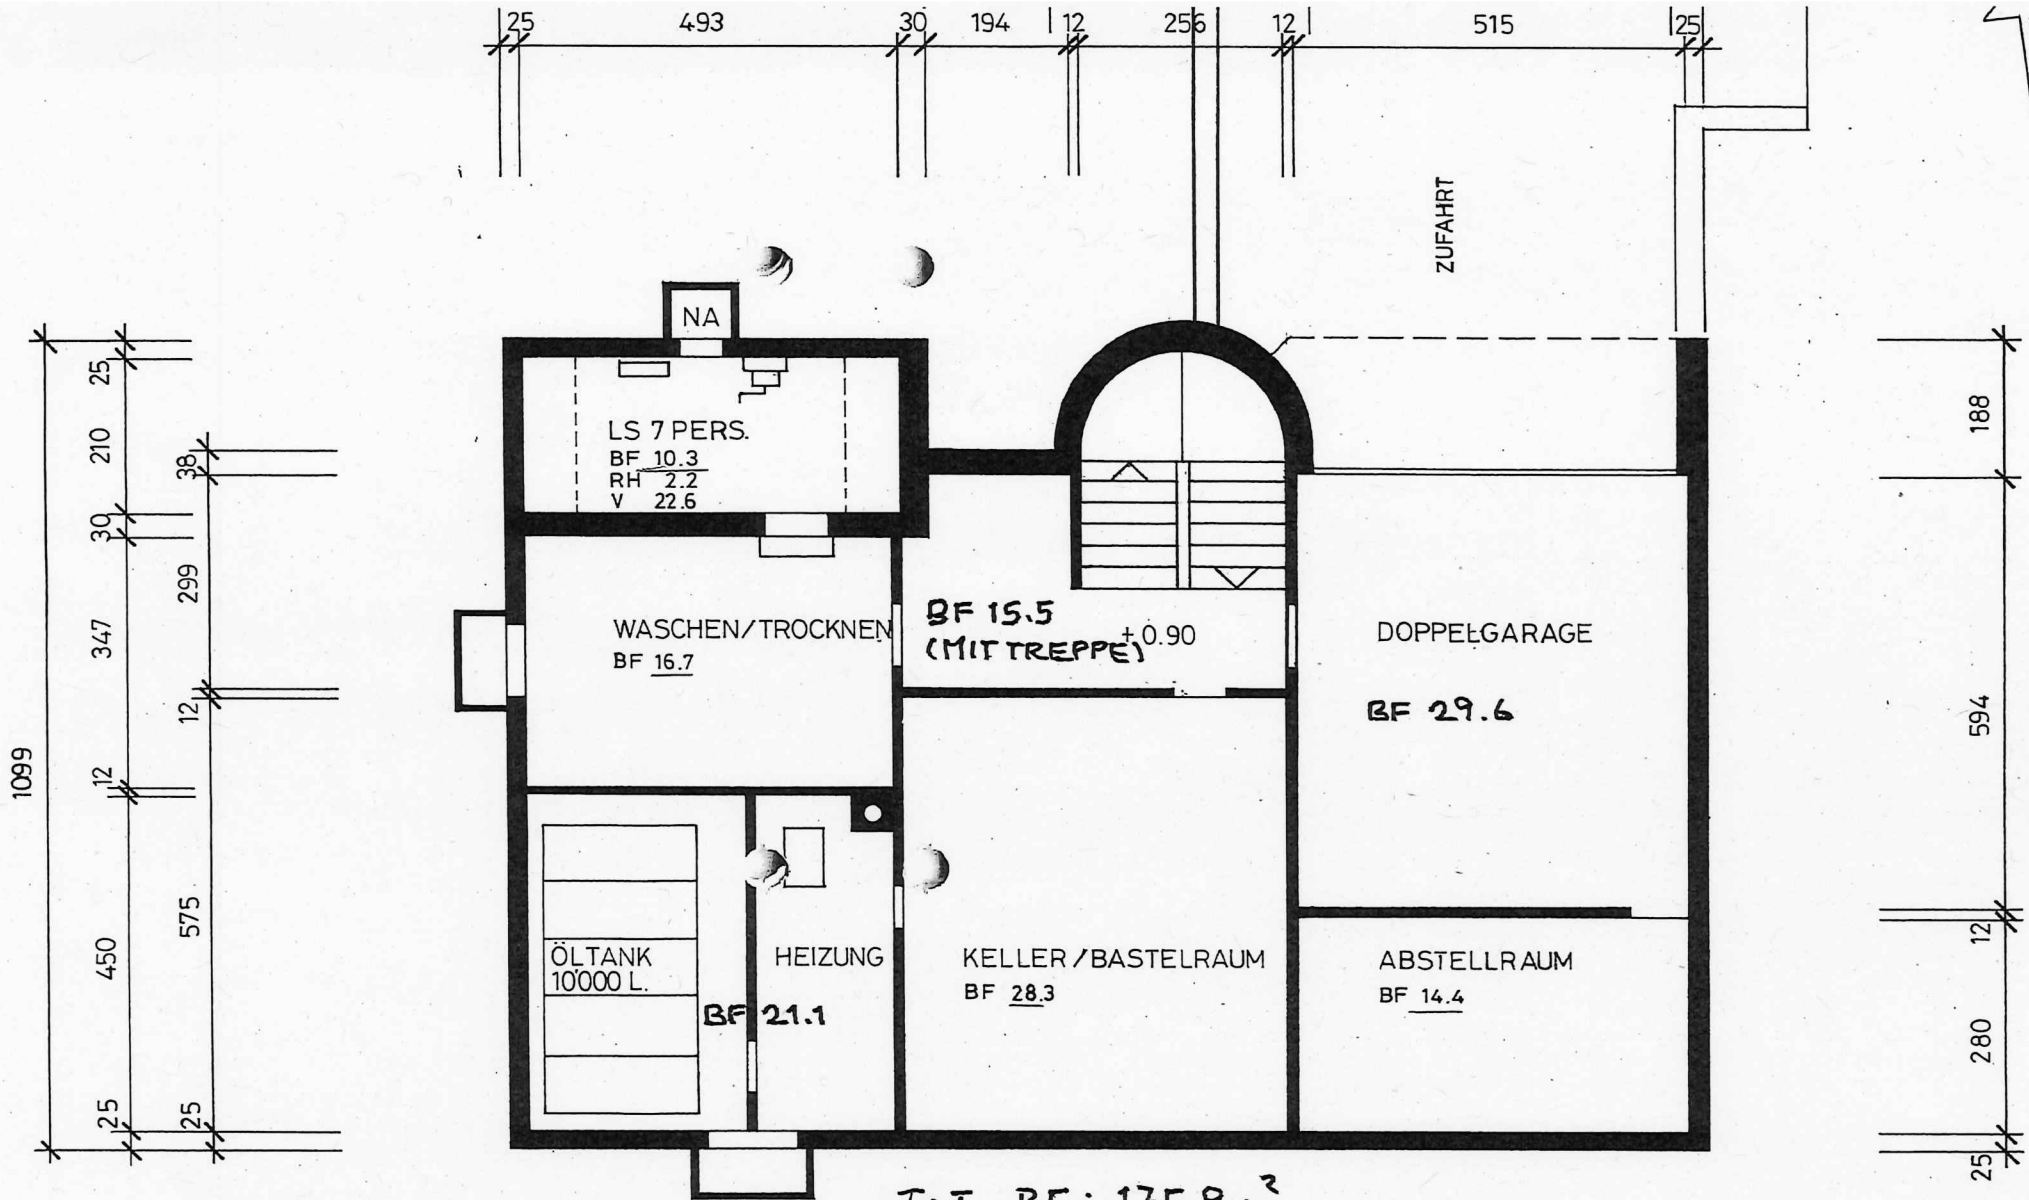 25 493 30 194 12 256 12 515 25
ZUFAHRT
NA
25
210
38
30
299
347
12
12
1099
450
575
25
25
188
594
12
280
25
LS 7 PERS.
BF 10.3
RH 2.2
V 22.6
WASCHEN/TROCKNEN
BF 16.7
BF 15.5
(MIT TREPPE)
+0.90
DOPPELGARAGE
BF 29.6
ÖLTANK
10000 L.
HEIZUNG
BF 21.1
KELLER/BASTELRAUM
BF 28.3
ABSTELLRAUM
BF 14.4